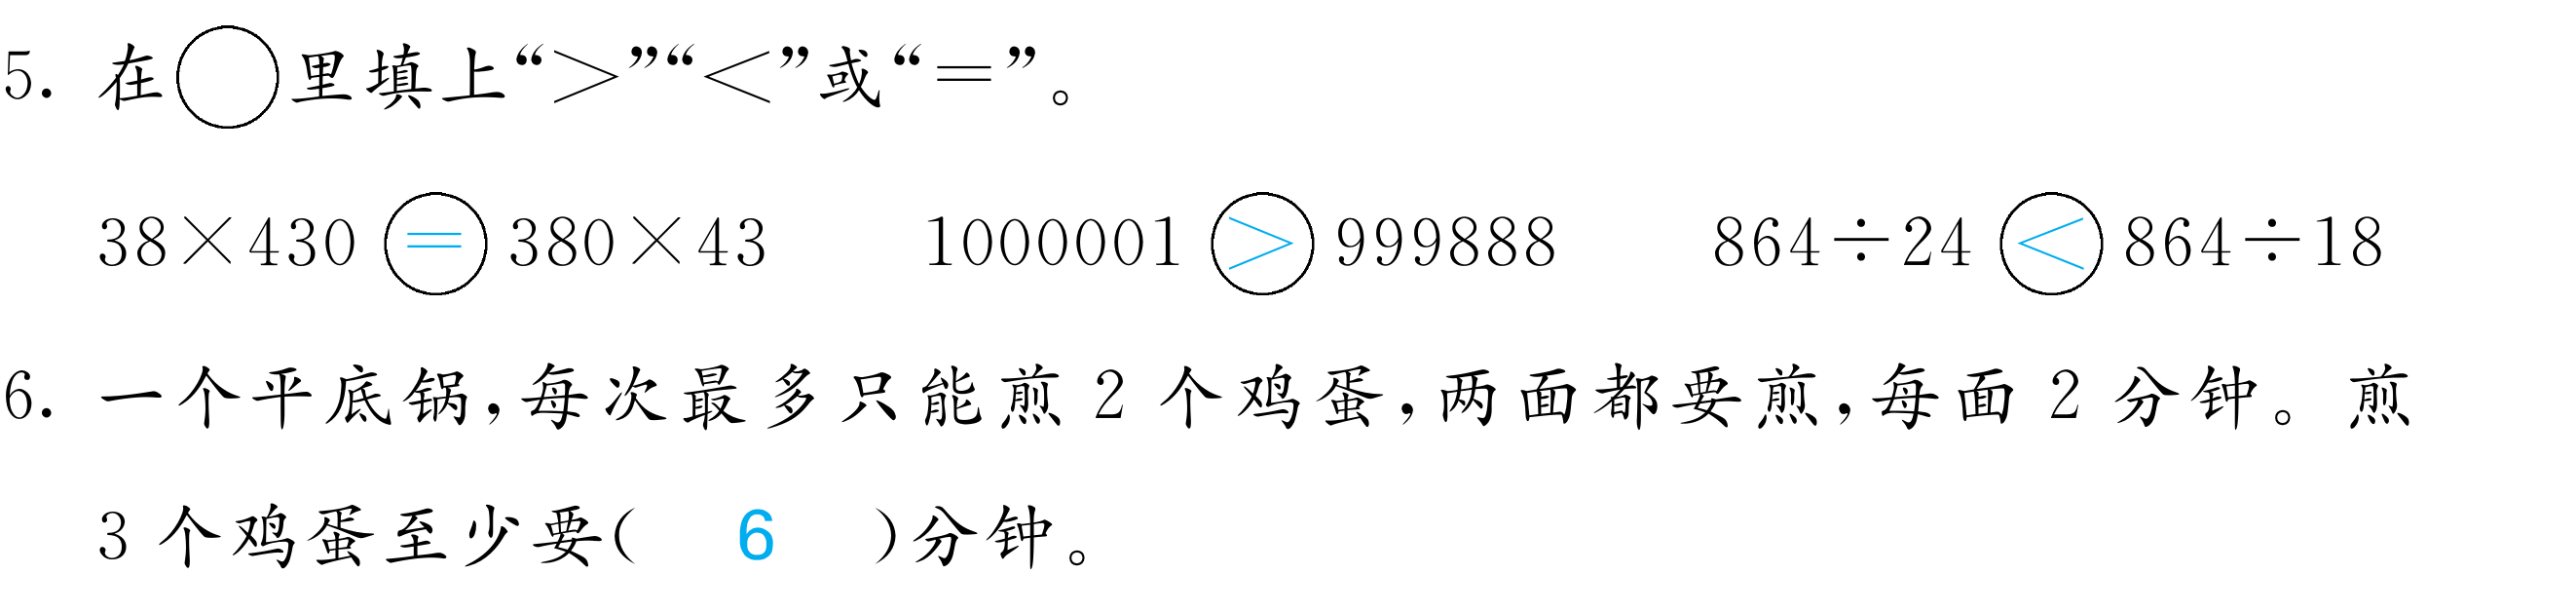 5. 在○里填上“>”“<”或“=”。
38×430 = 380×43 1000001 > 999888 864÷24 < 864÷18
6. 一个平底锅,每次最多只能煎 2 个鸡蛋,两面都要煎,每面 2 分钟。煎
3 个鸡蛋至少要( 6 )分钟。